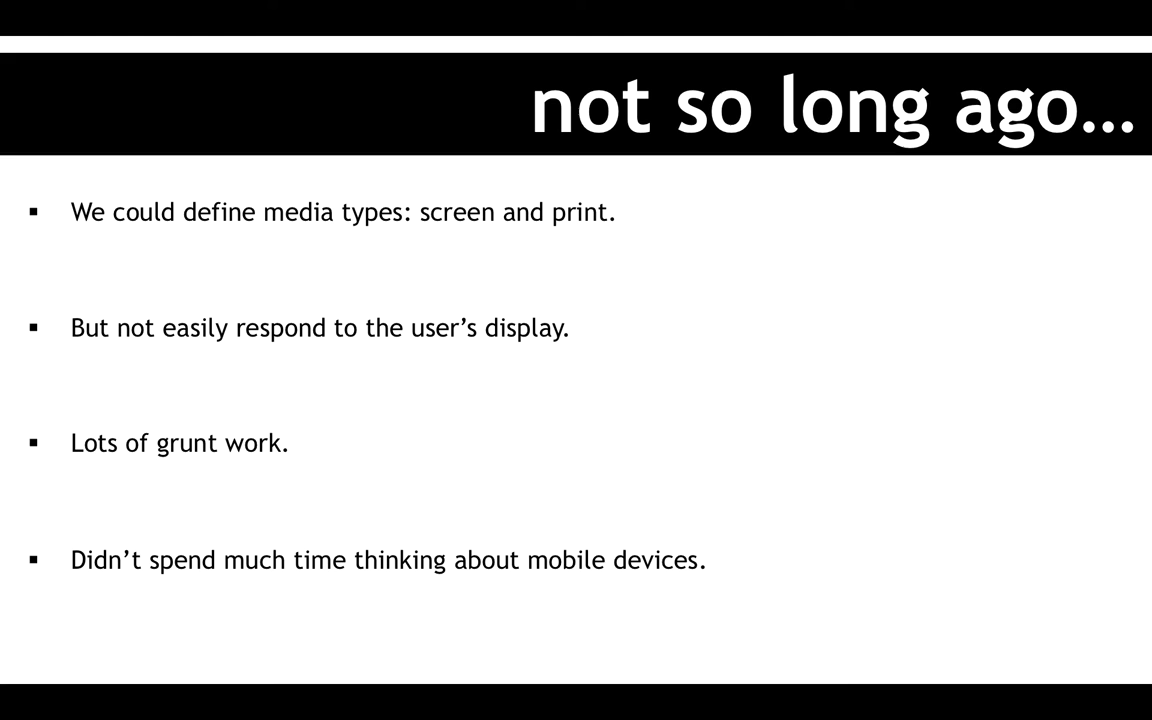 not so long ago…
▪ We could define media types: screen and print.
▪ But not easily respond to the user’s display.
▪ Lots of grunt work.
▪ Didn’t spend much time thinking about mobile devices.